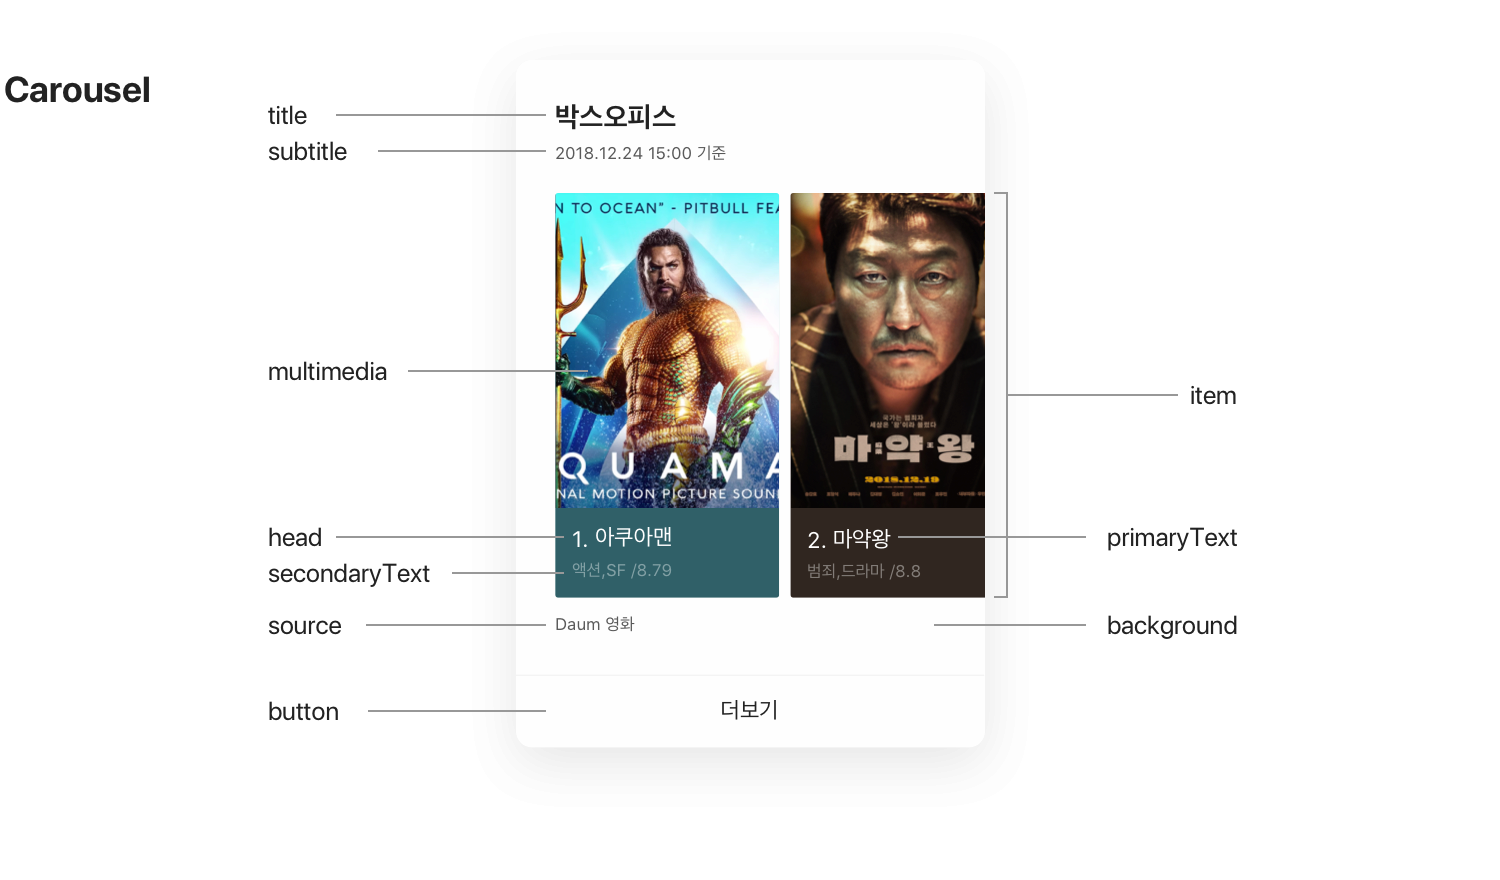 Carousel
title
박스오피스
subtitle
2018.12.24 15:00 기준
N TO OCEAN" - PITBULL FEA
multimedia
item
국가는 범죄자
세상은 '왕'이라 불렀다
마약왕
2018.12.19
QUAMA
NAL MOTION PICTURE SOUN
head
1. 아쿠아맨
2. 마약왕
primaryText
secondaryText
액션,SF /8.79
범죄,드라마 /8.8
source
Daum 영화
background
button
더보기